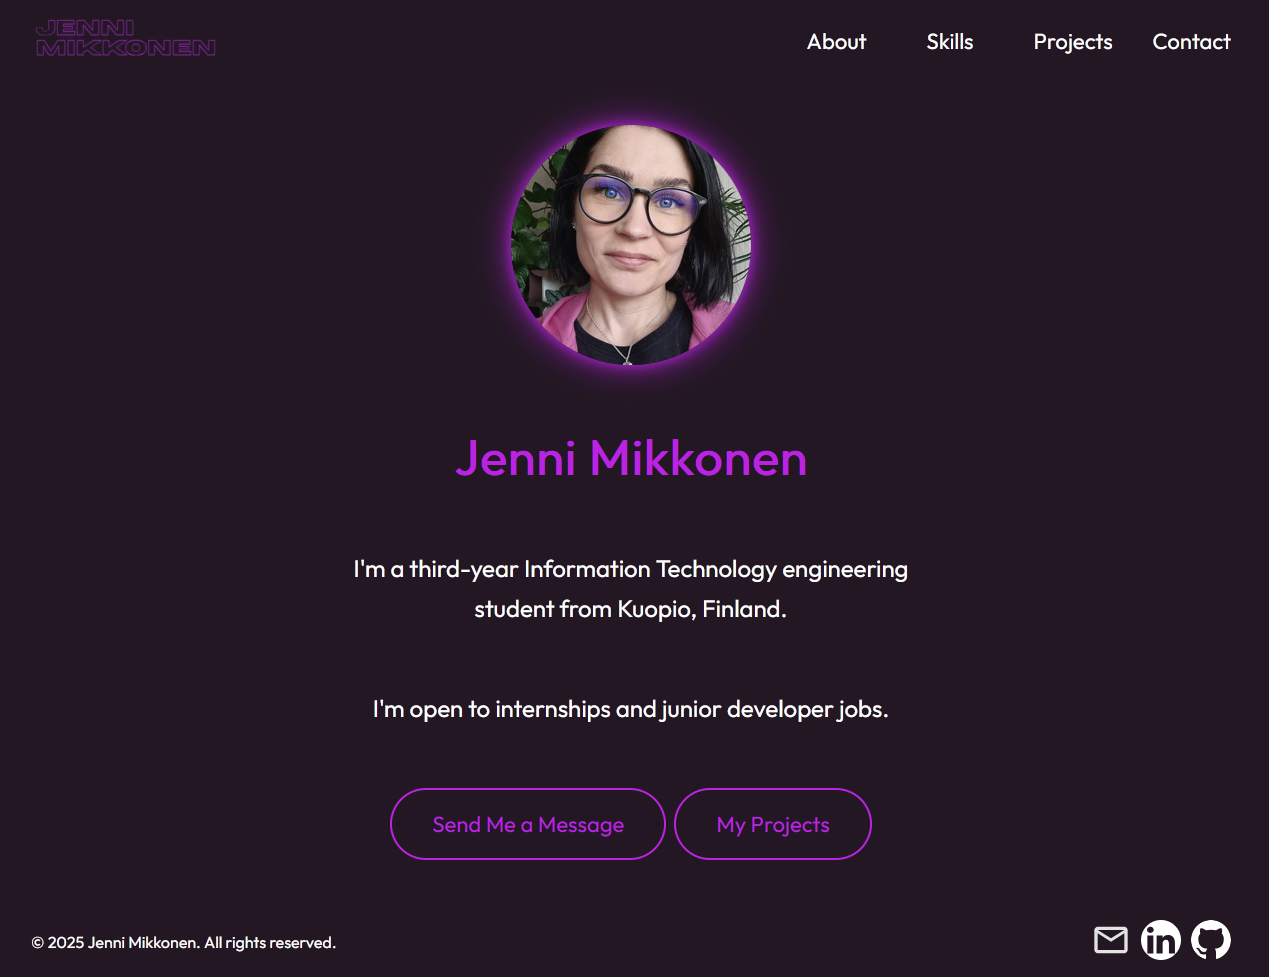 JENNI
MIKKONEN
About Skills Projects Contact
Jenni Mikkonen
I'm a third-year Information Technology engineering
student from Kuopio, Finland.
I'm open to internships and junior developer jobs.
Send Me a Message My Projects
© 2025 Jenni Mikkonen. All rights reserved.
in